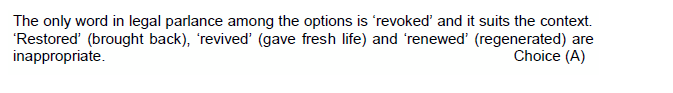 The only word in legal parlance among the options is ‘revoked’ and it suits the context.
‘Restored’ (brought back), ‘revived’ (gave fresh life) and ‘renewed’ (regenerated) are
inappropriate. Choice (A)